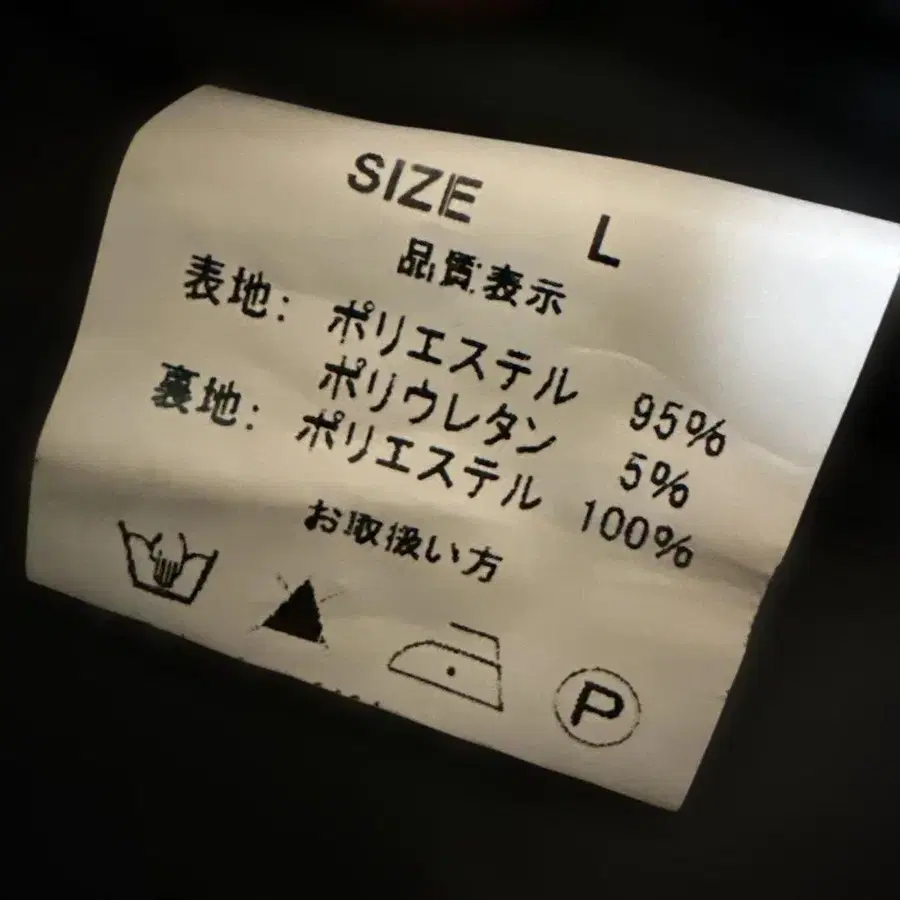 SIZE L
品質表示
表地: ポリエステル 95%
ポリウレタン 5%
裏地: ポリエステル 100%
お取扱い方
P